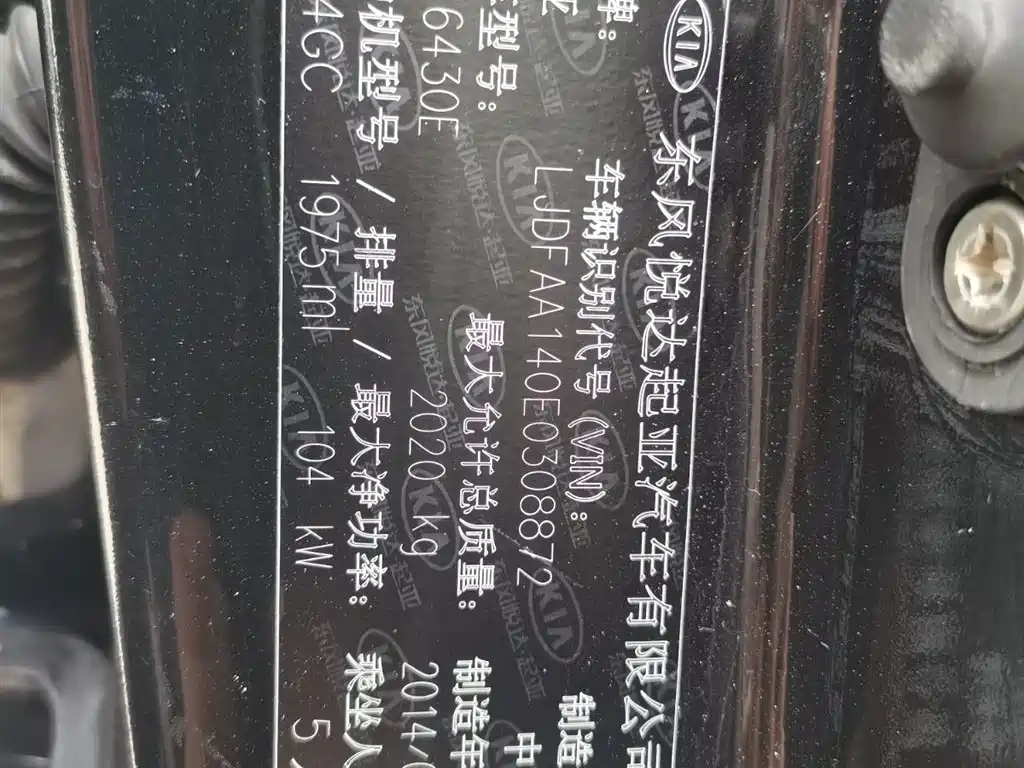 KIA 东风悦达起亚汽车有限公司
牌: 车辆识别代号 (VIN): 制造
LJDFAA140E0308872 中
型号: 最大允许总质量: 制造年
6430E 2020 kg 2014/
机型号 / 排量 / 最大净功率: 乘坐人
4GC 1975ml 104 kW 5